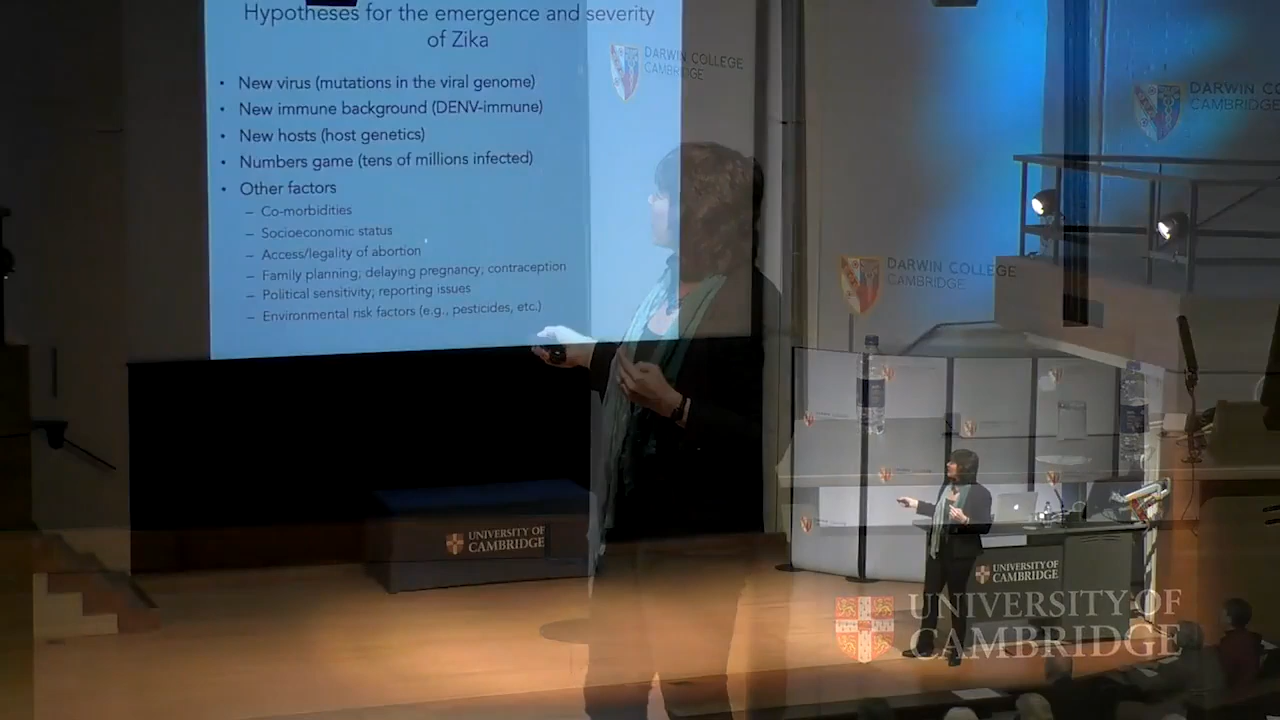 Hypotheses for the emergence and severity
of Zika
• New virus (mutations in the viral genome)
• New immune background (DENV-immune)
• New hosts (host genetics)
• Numbers game (tens of millions infected)
• Other factors
– Co-morbidities
– Socioeconomic status
– Access/legality of abortion
– Family planning; delaying pregnancy; contraception
– Political sensitivity; reporting issues
– Environmental risk factors (e.g., pesticides, etc.)
DARWIN COLLEGE
CAMBRIDGE
DARWIN C
CAMBRIDGE
DARWIN COLLEGE
CAMBRIDGE
UNIVERSITY OF
CAMBRIDGE
UNIVERSITY OF
CAMBRIDGE
UNIVERSITY OF
CAMBRIDGE